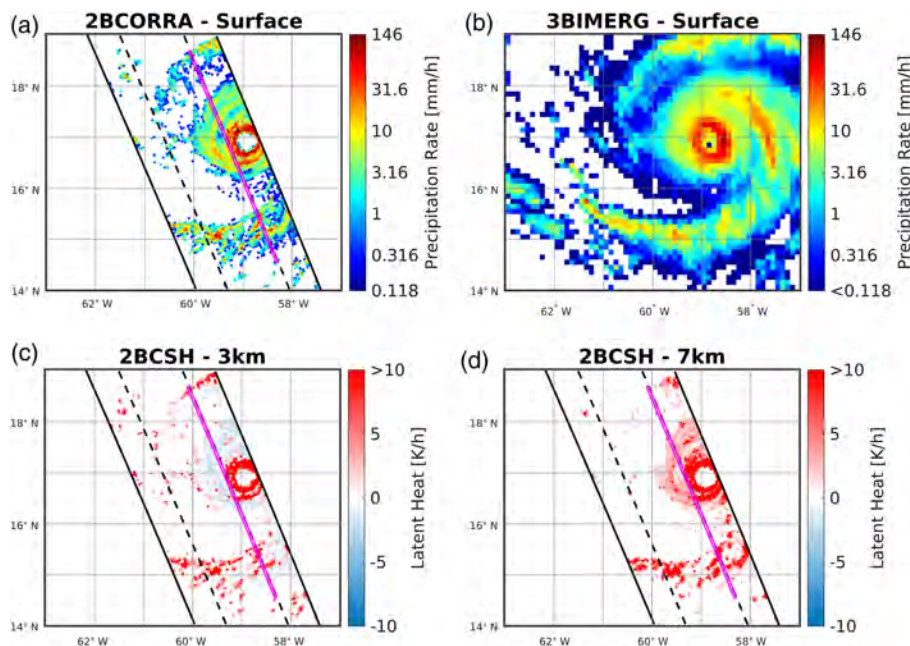 (a) 2BCORRA - Surface
18° N
16° N
14° N
62° W 60° W 58° W
146
31.6
10
3.16
1
0.316
0.118
Precipitation Rate [mm/h]
(b) 3BIMERG - Surface
18° N
16° N
14° N
62° W 60° W 58° W
146
31.6
10
3.16
1
0.316
<0.118
Precipitation Rate [mm/h]
(c) 2BCSH - 3km
18° N
16° N
14° N
62° W 60° W 58° W
>10
5
0
-5
-10
Latent Heat [K/h]
(d) 2BCSH - 7km
18° N
16° N
14° N
62° W 60° W 58° W
>10
5
0
-5
-10
Latent Heat [K/h]